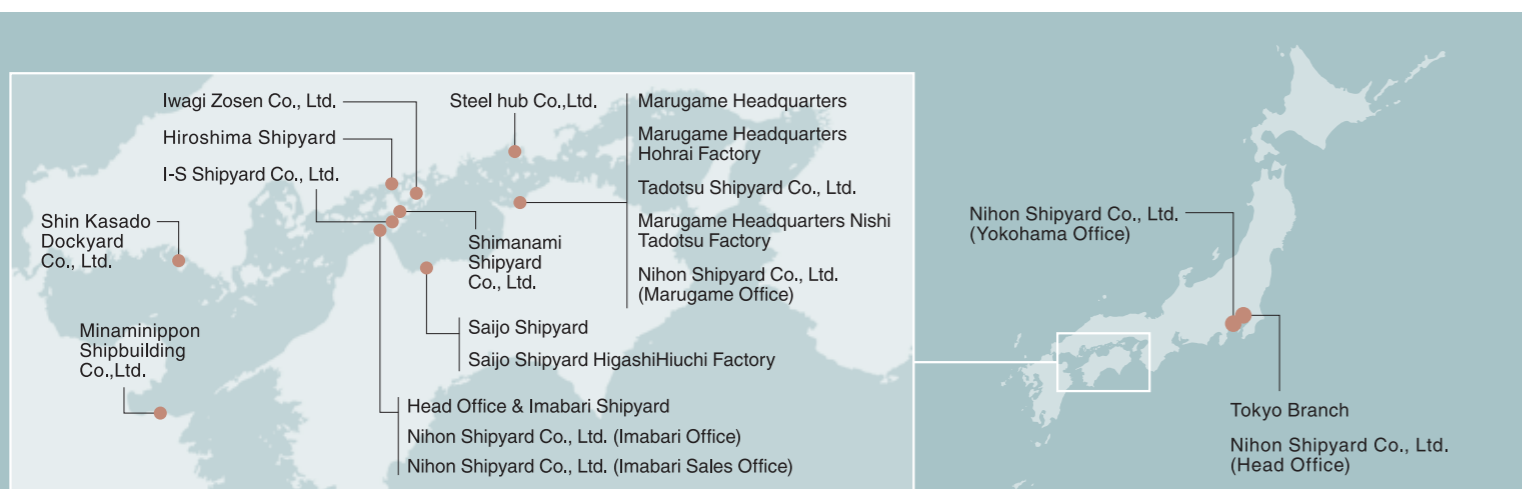 Iwagi Zosen Co., Ltd.
Hiroshima Shipyard
I-S Shipyard Co., Ltd.
Shin Kasado
Dockyard
Co., Ltd.
Minaminippon
Shipbuilding
Co.,Ltd.
Steel hub Co.,Ltd.
Shimanami
Shipyard
Co., Ltd.
Marugame Headquarters
Marugame Headquarters
Hohrai Factory
Tadotsu Shipyard Co., Ltd.
Marugame Headquarters Nishi
Tadotsu Factory
Nihon Shipyard Co., Ltd.
(Marugame Office)
Saijo Shipyard
Saijo Shipyard HigashiHiuchi Factory
Head Office & Imabari Shipyard
Nihon Shipyard Co., Ltd. (Imabari Office)
Nihon Shipyard Co., Ltd. (Imabari Sales Office)
Nihon Shipyard Co., Ltd.
(Yokohama Office)
Tokyo Branch
Nihon Shipyard Co., Ltd.
(Head Office)